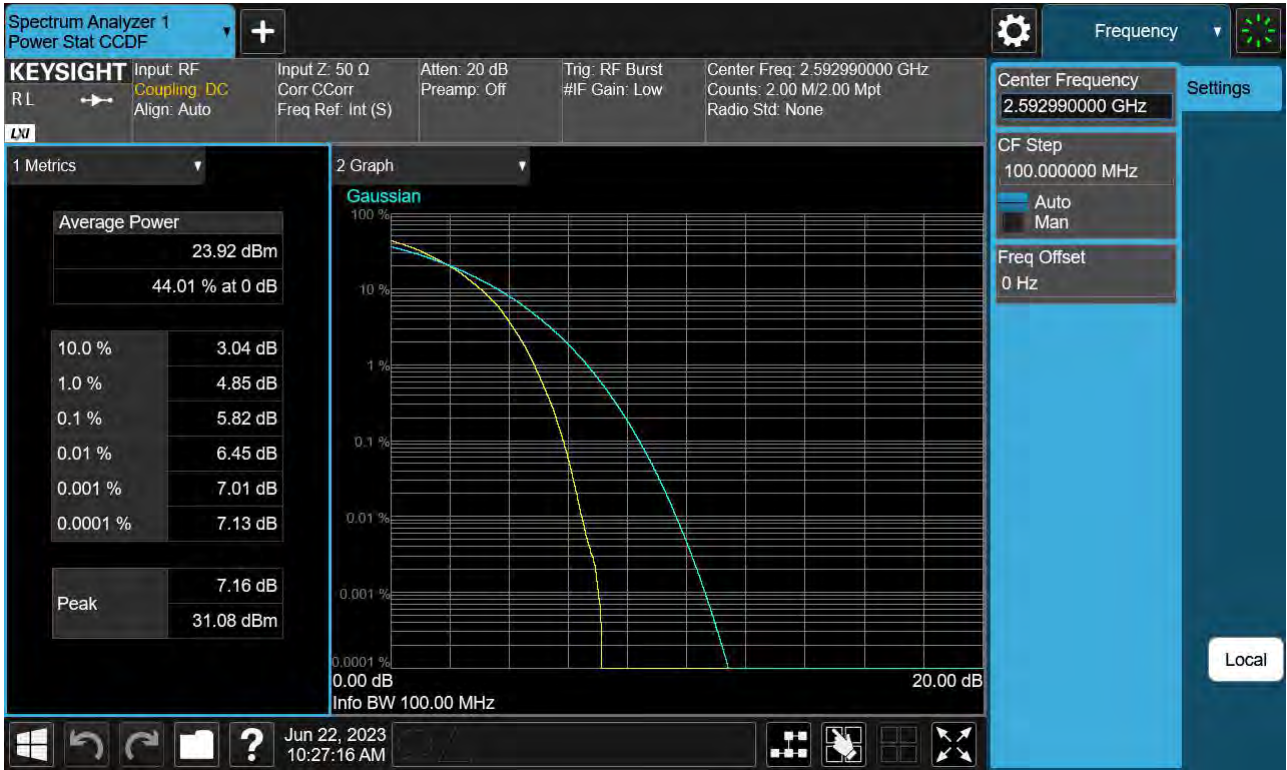 Spectrum Analyzer 1
Power Stat CCDF
Frequency
KEYSIGHT
RL
LXI
Input: RF
Coupling: DC
Align: Auto
Input Z: 50 Ω
Corr CCorr
Freq Ref: Int (S)
Atten: 20 dB
Preamp: Off
Trig: RF Burst
#IF Gain: Low
Center Freq: 2.592990000 GHz
Counts: 2.00 M/2.00 Mpt
Radio Std: None
Center Frequency
2.592990000 GHz
Settings
CF Step
100.000000 MHz
Auto
Man
Freq Offset
0 Hz
1 Metrics
Average Power
23.92 dBm
44.01 % at 0 dB
10.0 % 3.04 dB
1.0 % 4.85 dB
0.1 % 5.82 dB
0.01 % 6.45 dB
0.001 % 7.01 dB
0.0001 % 7.13 dB
Peak
7.16 dB
31.08 dBm
2 Graph
Gaussian
100 %
10 %
1 %
0.1 %
0.01 %
0.001 %
0.0001 %
0.00 dB 20.00 dB
Info BW 100.00 MHz
Local
?
Jun 22, 2023
10:27:16 AM